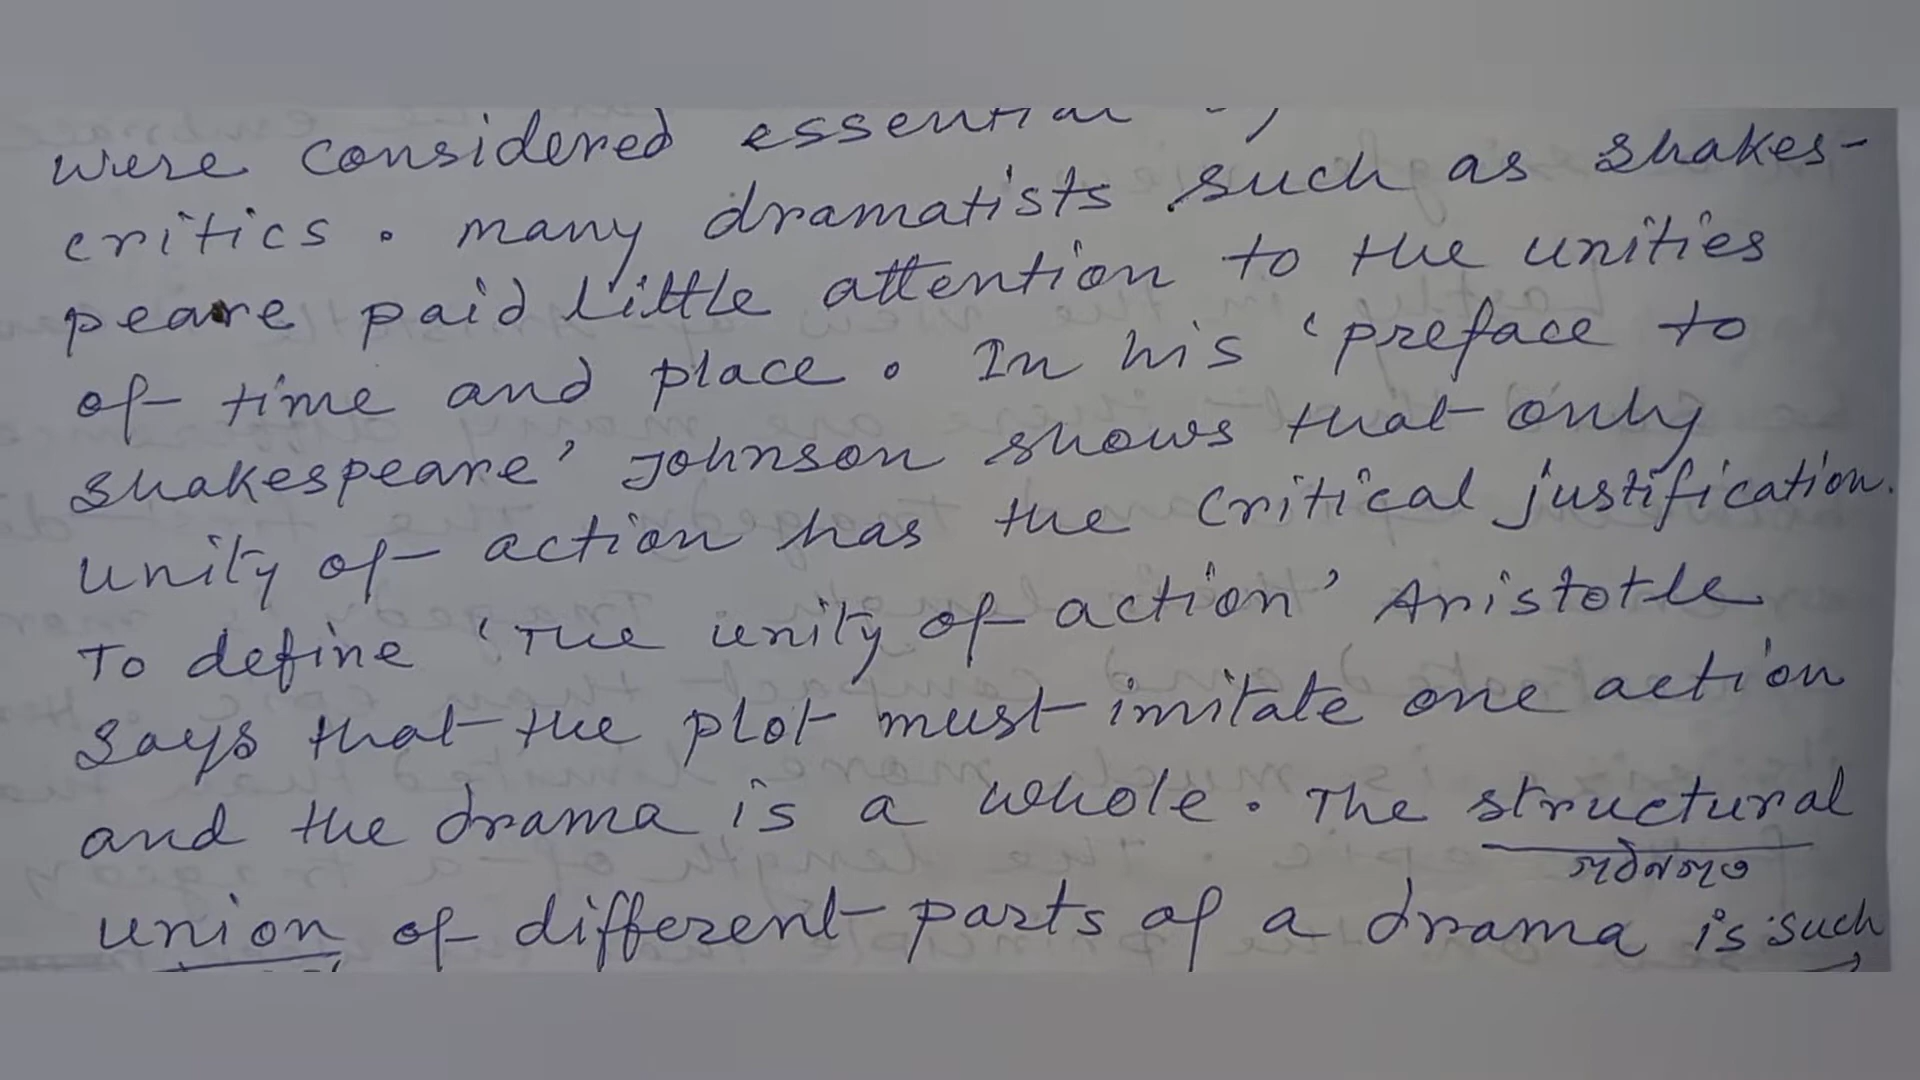 were considered essential by
critics. many dramatists such as shakes-
peare paid little attention to the unities
of time and place. In his 'preface to
shakespeare' Johnson shows that only
unity of action has the critical justification.
To define 'The unity of action' Aristotle
says that the plot must imitate one action
and the drama is a whole. The structural
গঠনগত
union of different parts of a drama is such